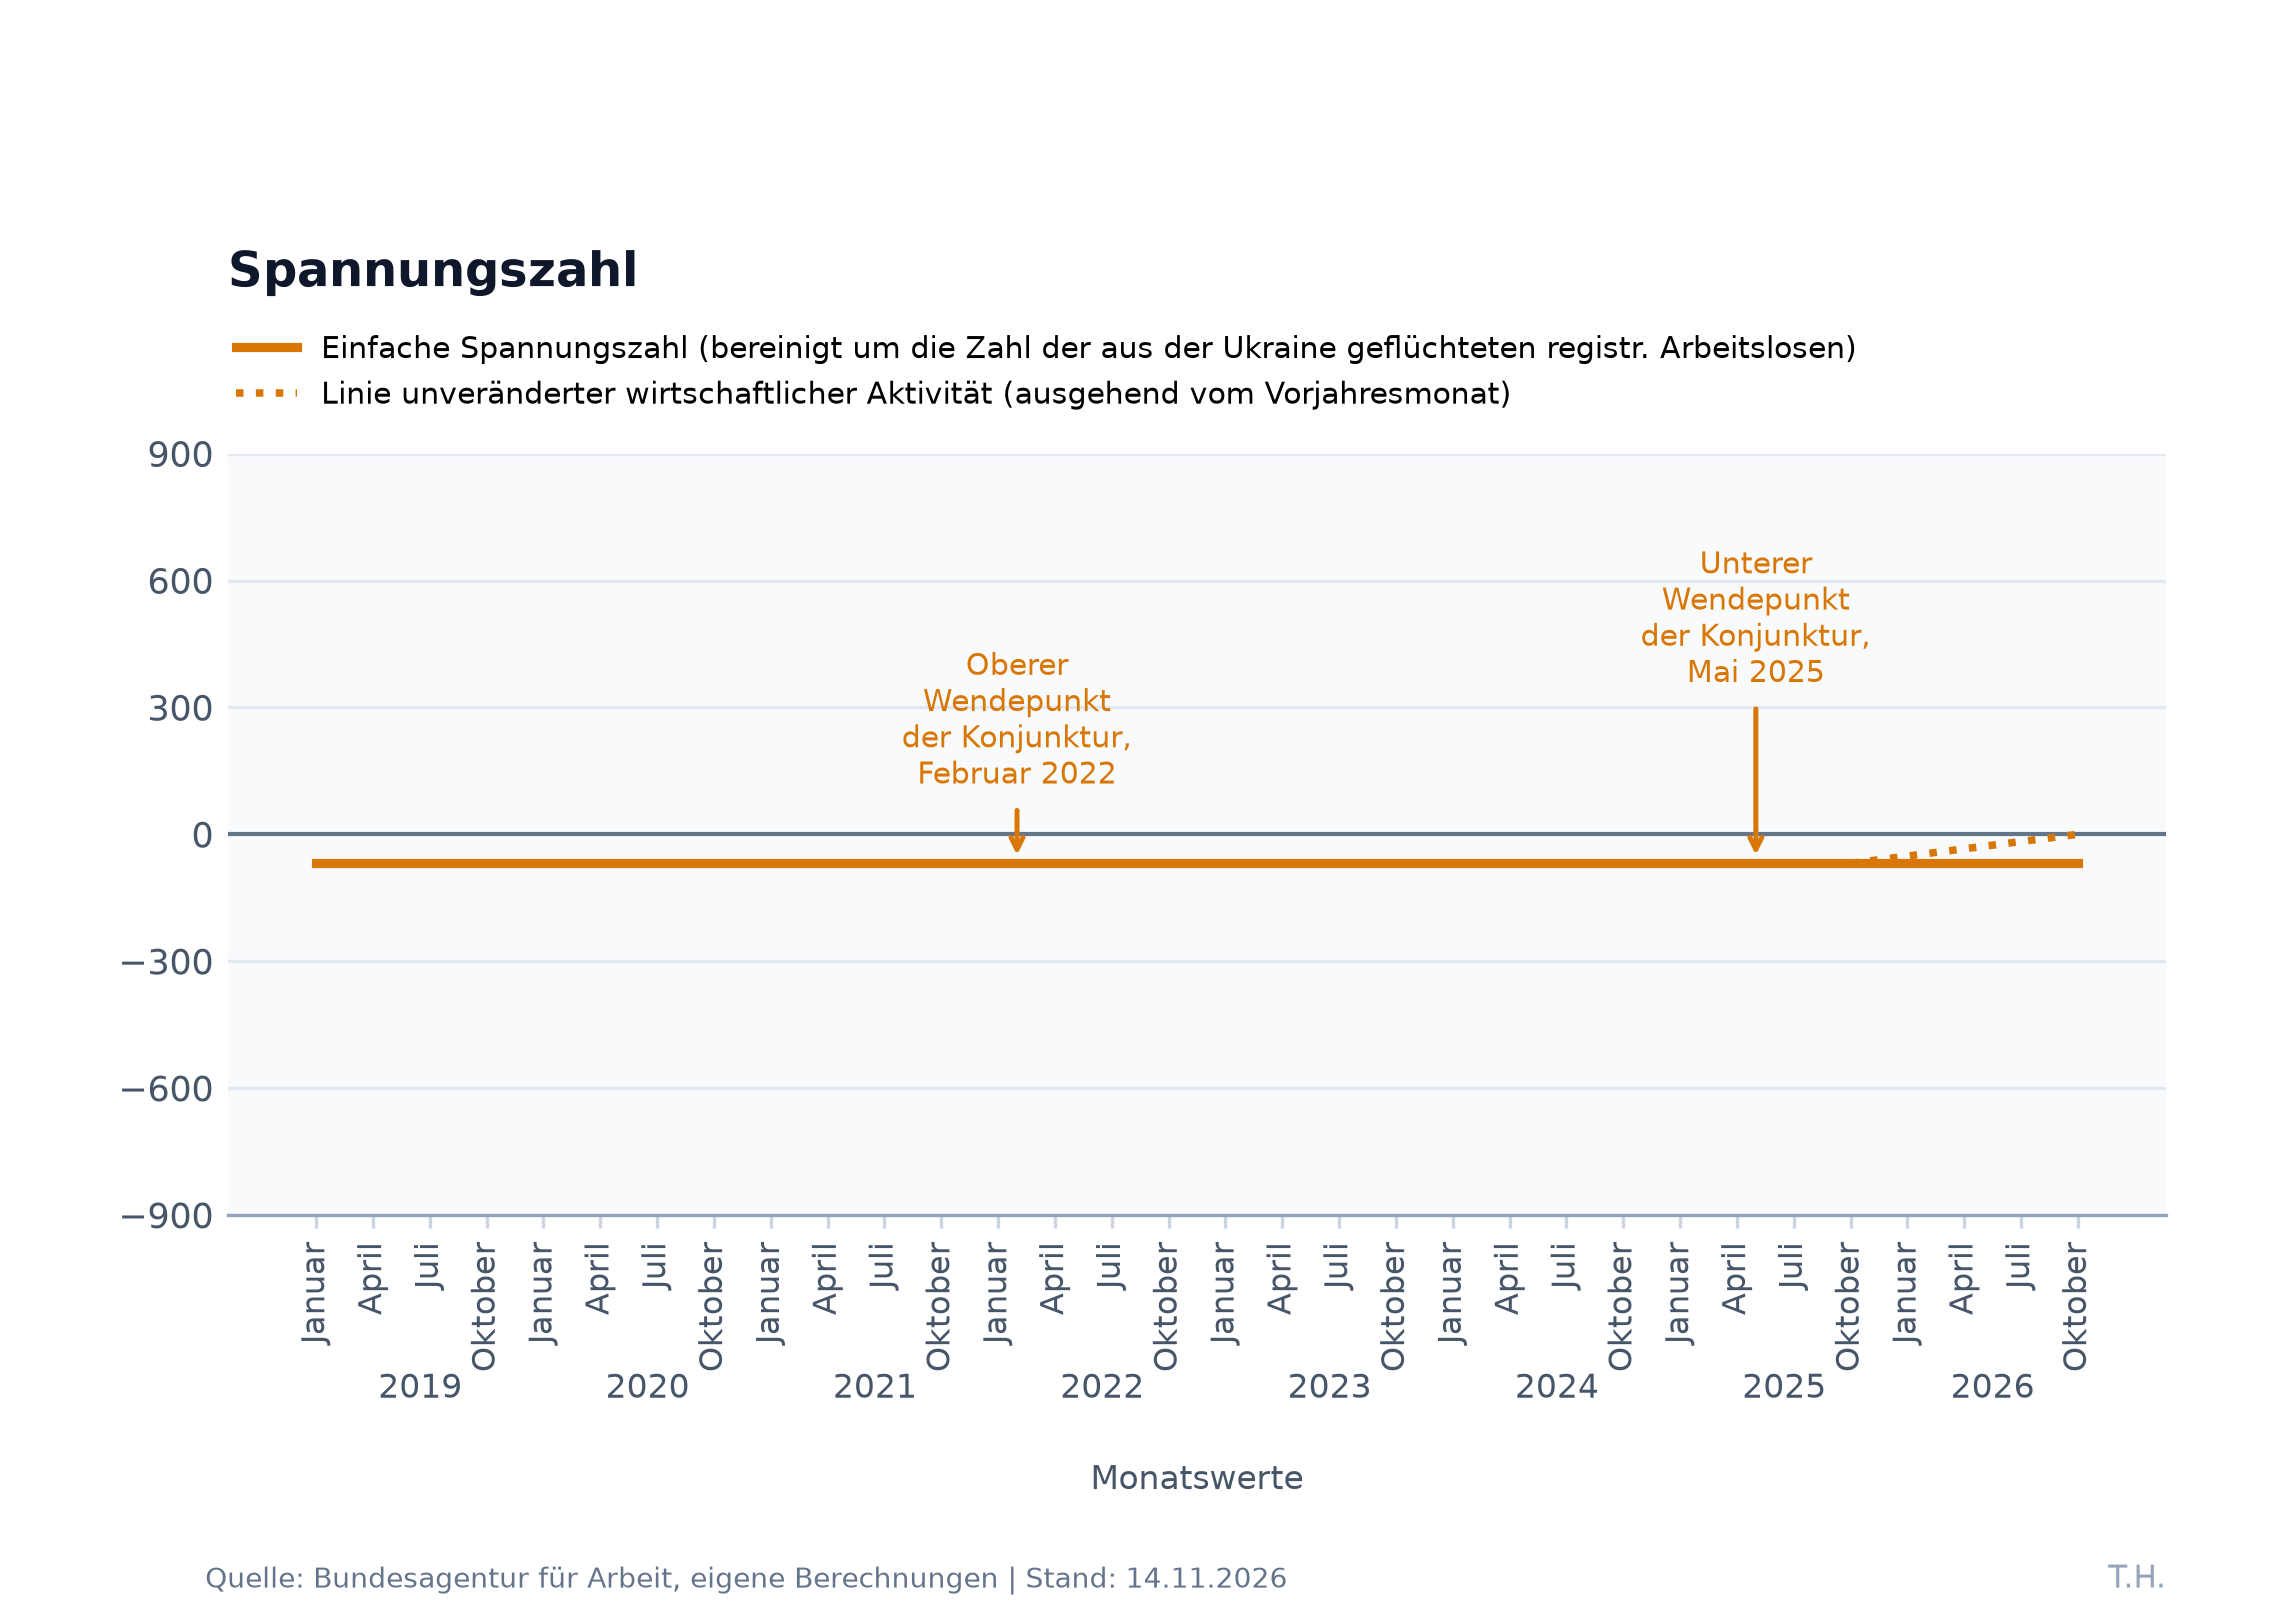 Spannungszahl
Einfache Spannungszahl (bereinigt um die Zahl der aus der Ukraine geflüchteten registr. Arbeitslosen)
Linie unveränderter wirtschaftlicher Aktivität (ausgehend vom Vorjahresmonat)
900
600
300
0
−300
−600
−900
Unterer
Wendepunkt
der Konjunktur,
Mai 2025
Oberer
Wendepunkt
der Konjunktur,
Februar 2022
Januar April Juli Oktober Januar April Juli Oktober Januar April Juli Oktober Januar April Juli Oktober Januar April Juli Oktober Januar April Juli Oktober Januar April Juli Oktober Januar April Juli Oktober
2019 2020 2021 2022 2023 2024 2025 2026
Monatswerte
Quelle: Bundesagentur für Arbeit, eigene Berechnungen | Stand: 14.11.2026
T.H.